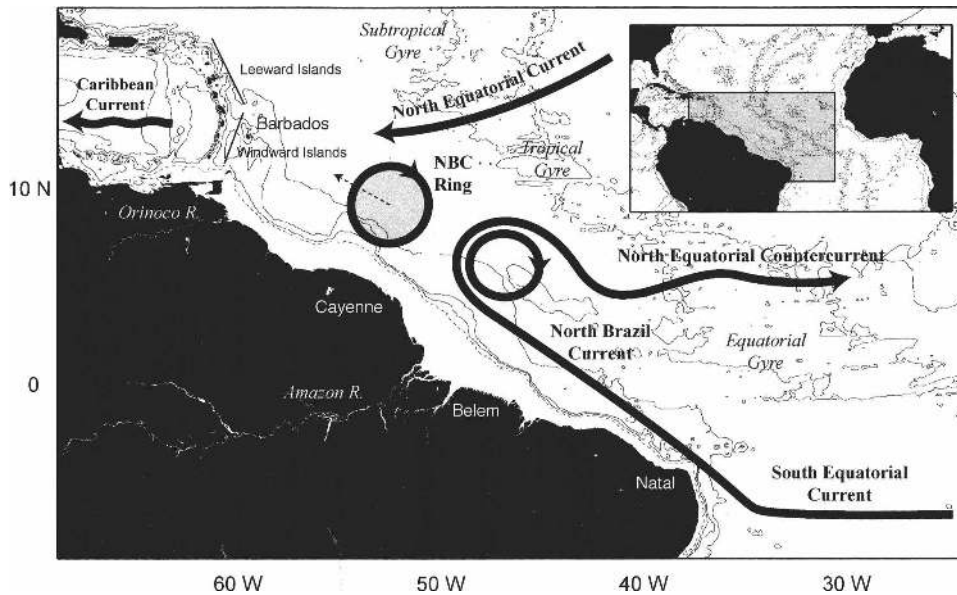 Subtropical
Gyre
Leeward Islands
North Equatorial Current
Caribbean
Current
Barbados
Windward Islands
Tropical
Gyre
NBC
Ring
10 N
Orinoco R.
North Equatorial Countercurrent
Cayenne
North Brazil
Current
Equatorial
Gyre
0
Amazon R.
Belem
South Equatorial
Current
Natal
60 W
50 W
40 W
30 W